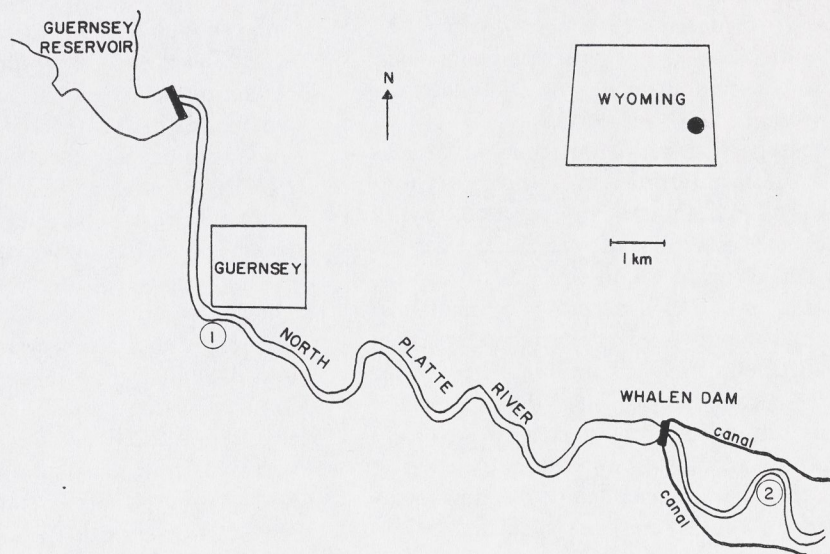 GUERNSEY
RESERVOIR
N
WYOMING
1 km
GUERNSEY
1
NORTH PLATTE RIVER
WHALEN DAM
canal
canal
2